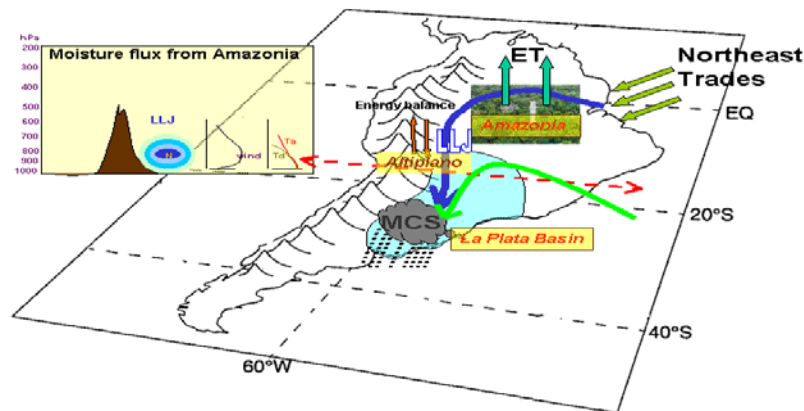 hPa
200
300
400
500
600
700
800
900
1000
Moisture flux from Amazonia
LLJ
N
wind
Ta
Td
ET
Northeast
Trades
EQ
Energy balance
Amazonia
LLJ
Altiplano
20°S
MCS
La Plata Basin
40°S
60°W